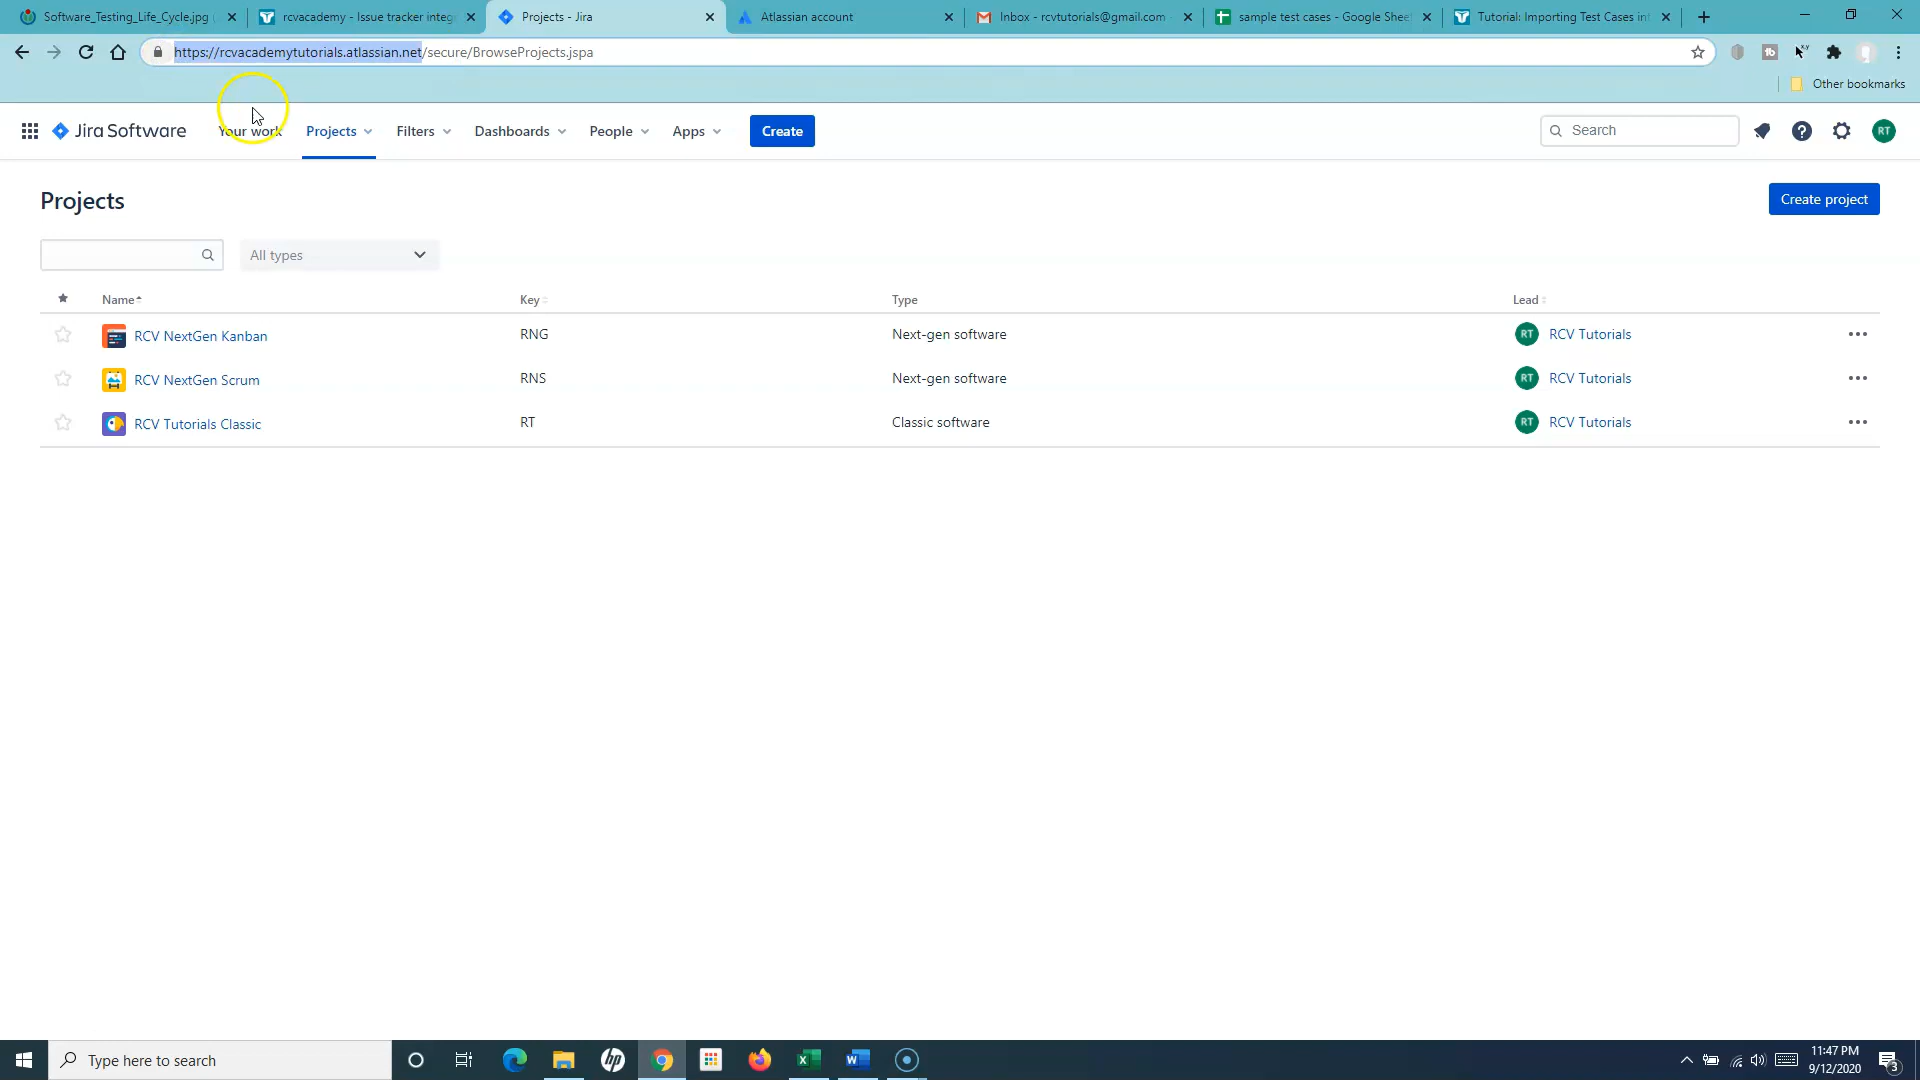 Software_Testing_Life_Cycle.jpg
rcvacademy - Issue tracker integ
Projects - Jira
Atlassian account
Inbox - rcvtutorials@gmail.com
sample test cases - Google Sheet
Tutorial: Importing Test Cases in
https://rcvacademytutorials.atlassian.net/secure/BrowseProjects.jspa
Other bookmarks
Jira Software
Your work
Projects
Filters
Dashboards
People
Apps
Create
Search
RT
Projects
Create project
All types
Name Key Type Lead
RCV NextGen Kanban RNG Next-gen software RT RCV Tutorials
RCV NextGen Scrum RNS Next-gen software RT RCV Tutorials
RCV Tutorials Classic RT Classic software RT RCV Tutorials
Type here to search
11:47 PM
9/12/2020
3